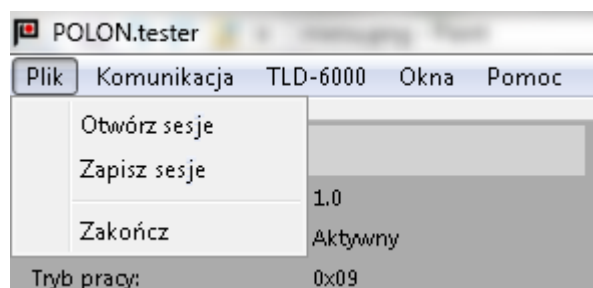 POLON.tester
Plik Komunikacja TLD-6000 Okna Pomoc
Otwórz sesje
Zapisz sesje
1.0
Zakończ
Aktywny
Tryb pracy: 0x09